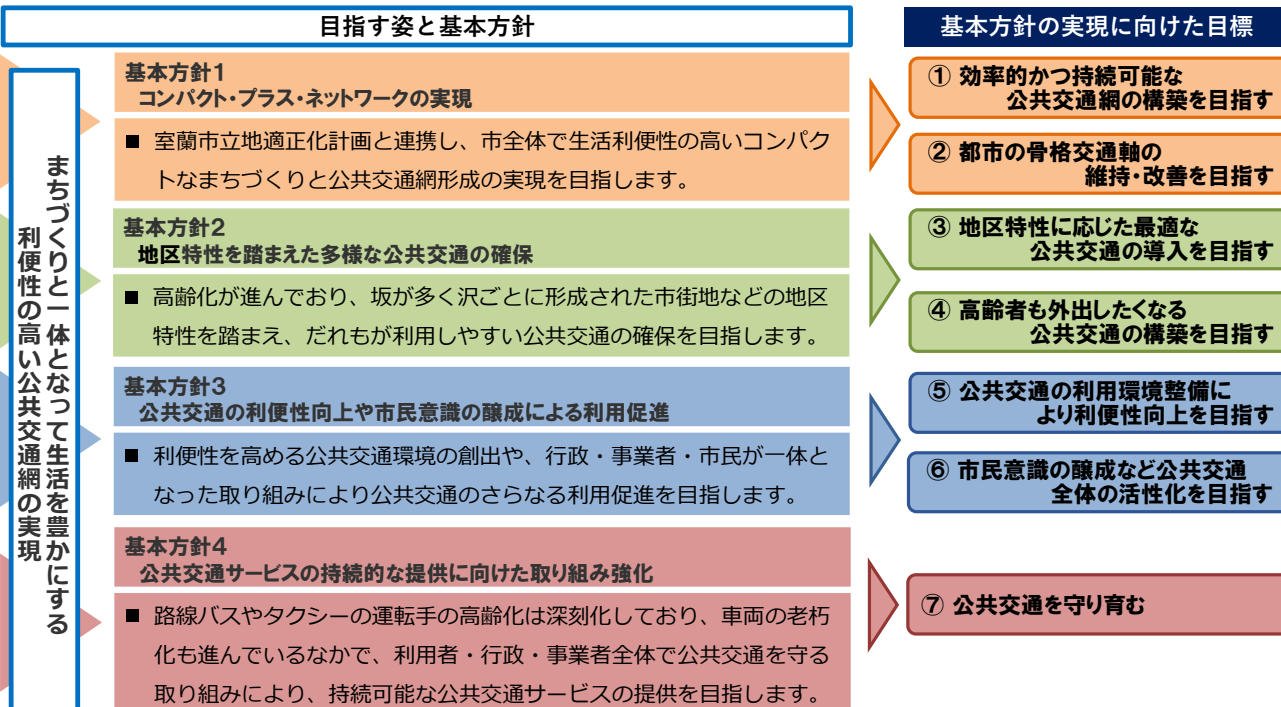 目指す姿と基本方針
基本方針の実現に向けた目標
まちづくりと一体となって生活を豊かにする
利便性の高い公共交通網の実現
基本方針1
コンパクト・プラス・ネットワークの実現
■ 室蘭市立地適正化計画と連携し、市全体で生活利便性の高いコンパク
トなまちづくりと公共交通網形成の実現を目指します。
① 効率的かつ持続可能な
公共交通網の構築を目指す
② 都市の骨格交通軸の
維持・改善を目指す
基本方針2
地区特性を踏まえた多様な公共交通の確保
■ 高齢化が進んでおり、坂が多く沢ごとに形成された市街地などの地区
特性を踏まえ、だれもが利用しやすい公共交通の確保を目指します。
③ 地区特性に応じた最適な
公共交通の導入を目指す
④ 高齢者も外出したくなる
公共交通の構築を目指す
基本方針3
公共交通の利便性向上や市民意識の醸成による利用促進
■ 利便性を高める公共交通環境の創出や、行政・事業者・市民が一体と
なった取り組みにより公共交通のさらなる利用促進を目指します。
⑤ 公共交通の利用環境整備に
より利便性向上を目指す
⑥ 市民意識の醸成など公共交通
全体の活性化を目指す
基本方針4
公共交通サービスの持続的な提供に向けた取り組み強化
■ 路線バスやタクシーの運転手の高齢化は深刻化しており、車両の老朽
化も進んでいるなかで、利用者・行政・事業者全体で公共交通を守る
取り組みにより、持続可能な公共交通サービスの提供を目指します。
⑦ 公共交通を守り育む